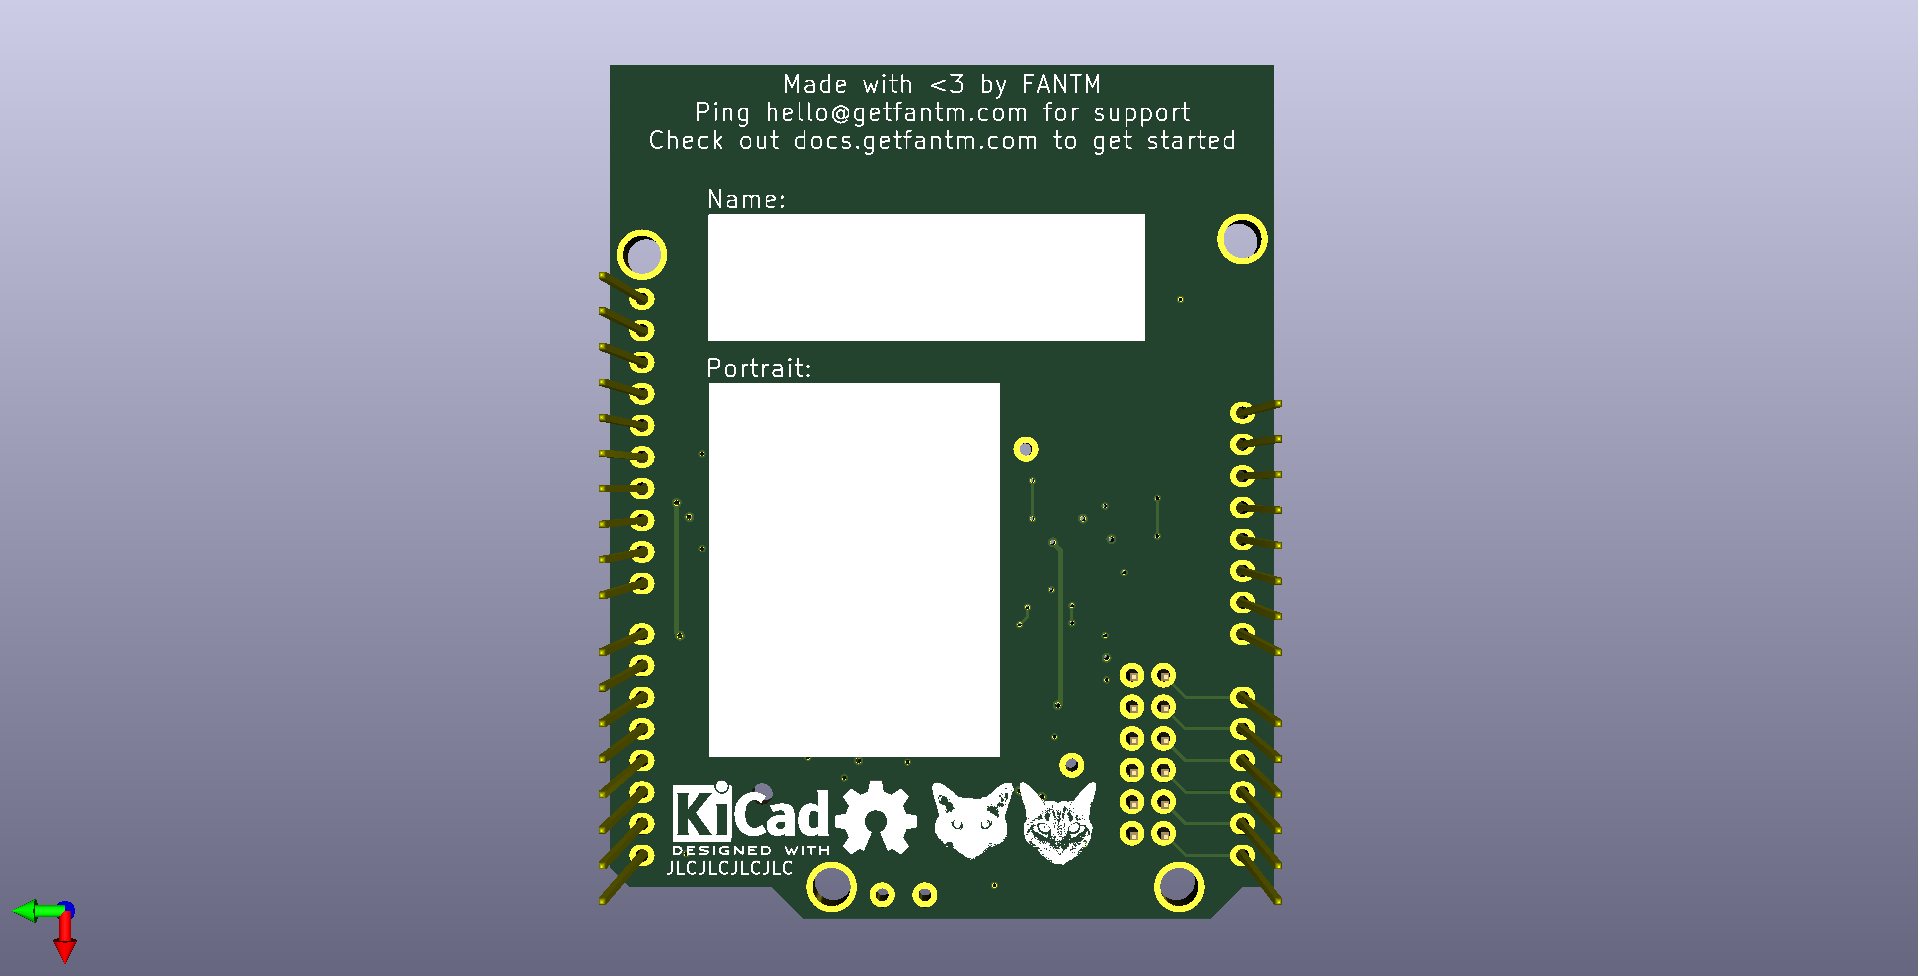 Made with <3 by FANTM
Ping hello@getfantm.com for support
Check out docs.getfantm.com to get started
Name:
Portrait:
KiCad
DESIGNED WITH
JLCJLCJLCJLC